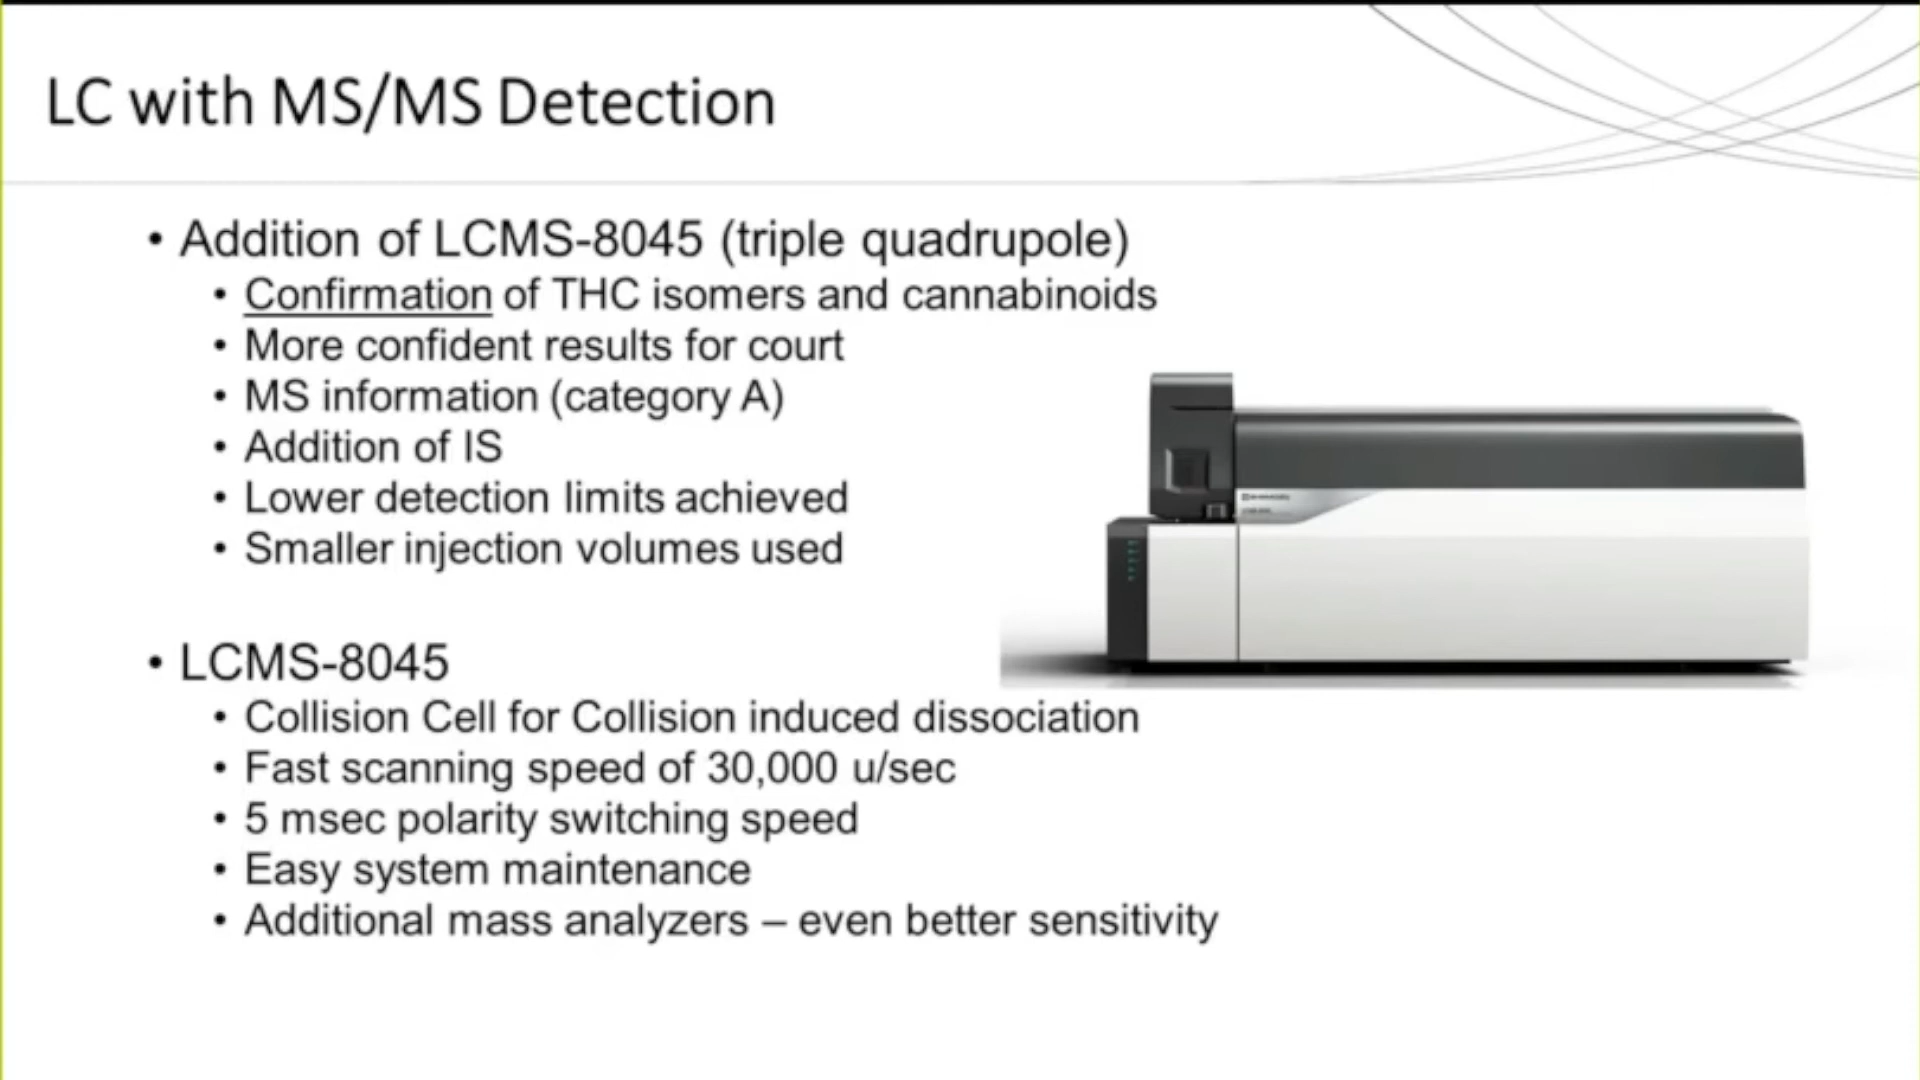 LC with MS/MS Detection
• Addition of LCMS-8045 (triple quadrupole)
• Confirmation of THC isomers and cannabinoids
• More confident results for court
• MS information (category A)
• Addition of IS
• Lower detection limits achieved
• Smaller injection volumes used
• LCMS-8045
• Collision Cell for Collision induced dissociation
• Fast scanning speed of 30,000 u/sec
• 5 msec polarity switching speed
• Easy system maintenance
• Additional mass analyzers – even better sensitivity